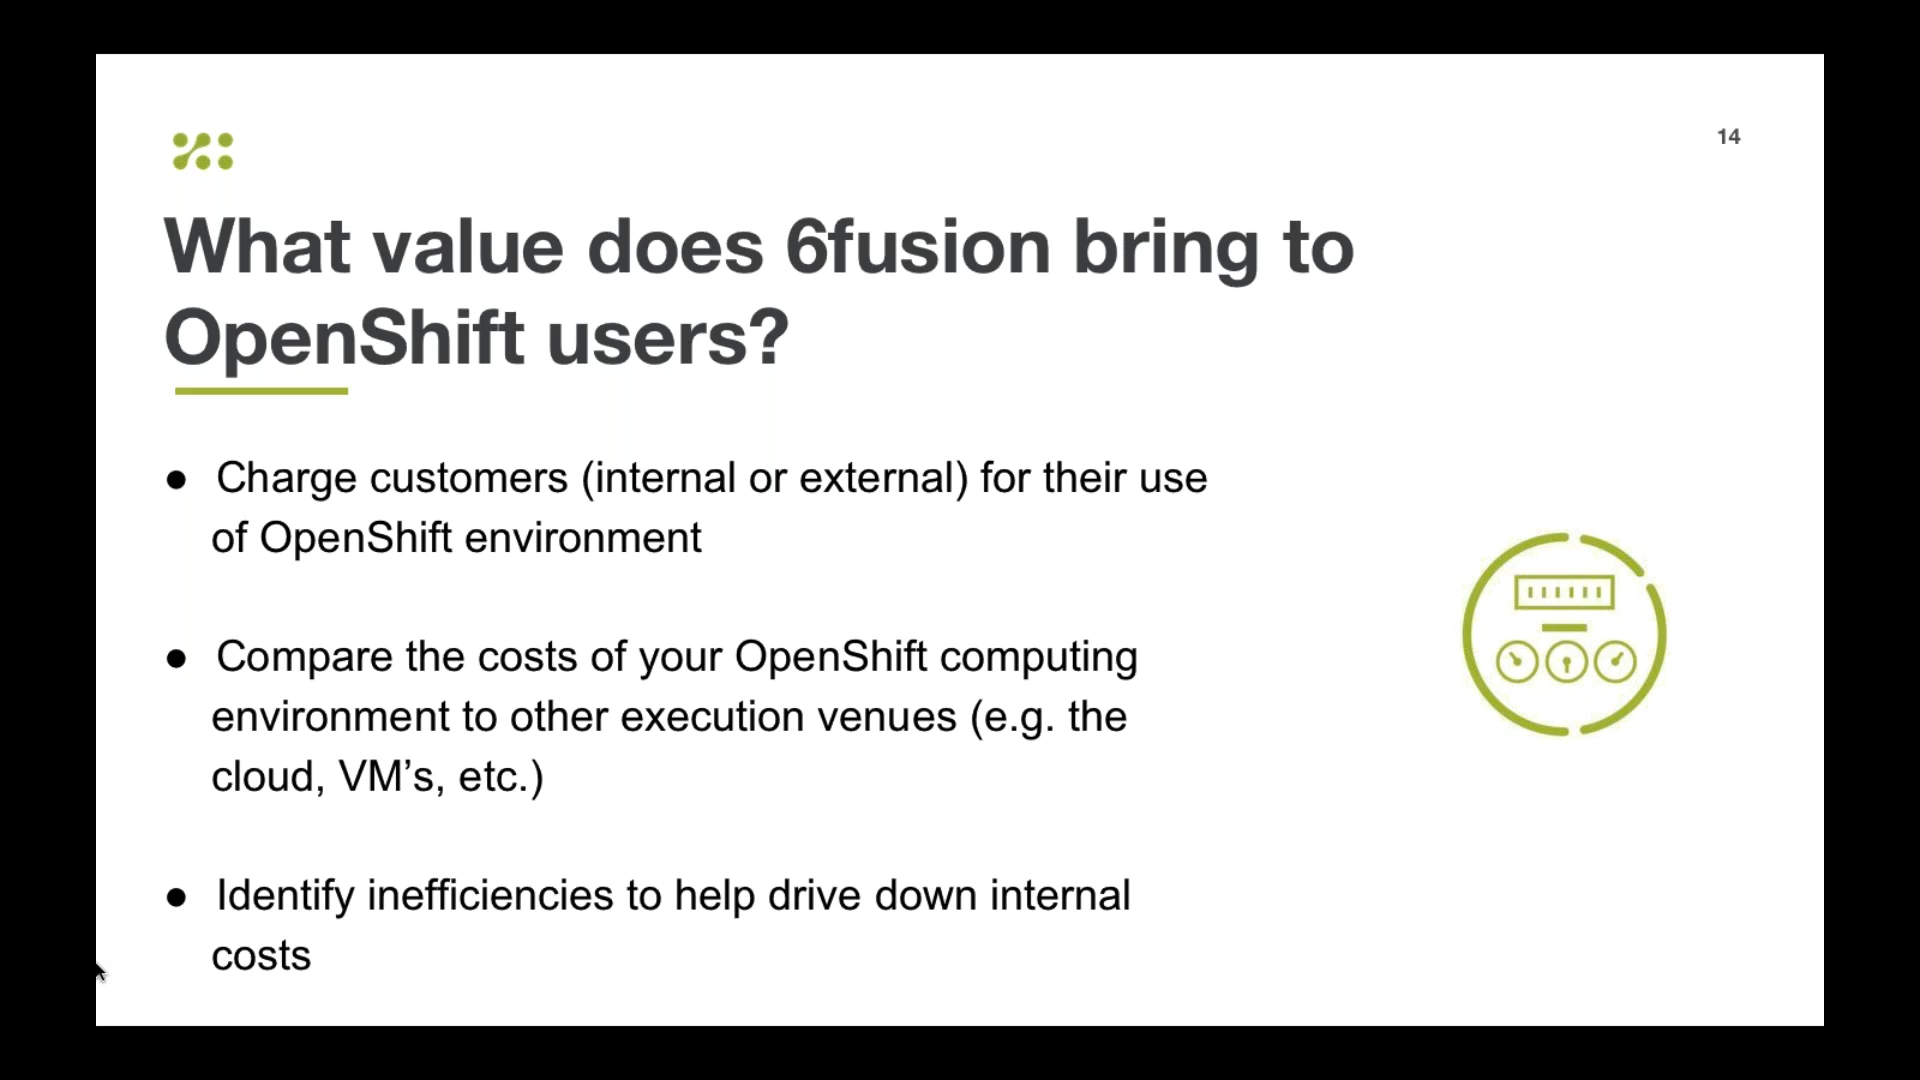 14
What value does 6fusion bring to
OpenShift users?
● Charge customers (internal or external) for their use
of OpenShift environment
● Compare the costs of your OpenShift computing
environment to other execution venues (e.g. the
cloud, VM’s, etc.)
● Identify inefficiencies to help drive down internal
costs